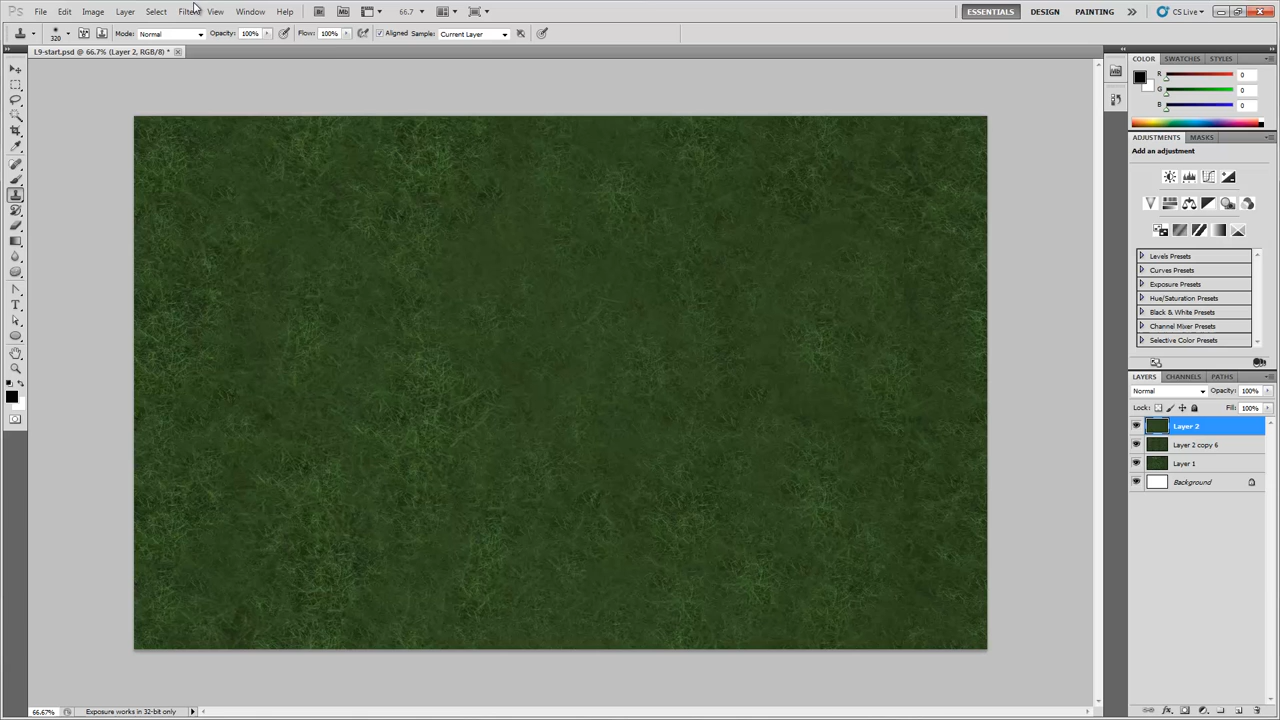 Ps File Edit Image Layer Select Filter View Window Help Mb 66.7 ESSENTIALS DESIGN PAINTING CS Live
320 Mode: Normal Opacity: 100% Flow: 100% Aligned Sample: Current Layer
L9-start.psd @ 66.7% (Layer 2, RGB/8) *
COLOR SWATCHES STYLES
R 0
G 0
B 0
ADJUSTMENTS MASKS
Add an adjustment
Levels Presets
Curves Presets
Exposure Presets
Hue/Saturation Presets
Black & White Presets
Channel Mixer Presets
Selective Color Presets
LAYERS CHANNELS PATHS
Normal Opacity: 100%
Lock: Fill: 100%
Layer 2
Layer 2 copy 6
Layer 1
Background
66.67% Exposure works in 32-bit only